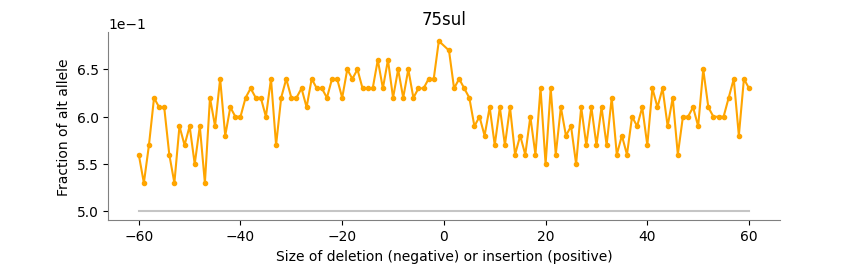 75sul
1e−1
Fraction of alt allele
6.5
6.0
5.5
5.0
−60
−40
−20
0
20
40
60
Size of deletion (negative) or insertion (positive)